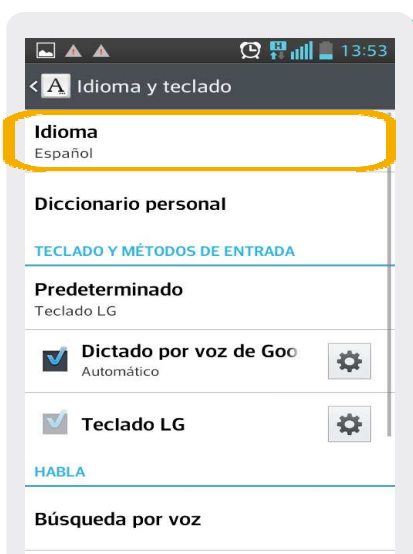 H
13:53
A
Idioma y teclado
Idioma
Español
Diccionario personal
TECLADO Y MÉTODOS DE ENTRADA
Predeterminado
Teclado LG
Dictado por voz de Goo
Automático
Teclado LG
HABLA
Búsqueda por voz